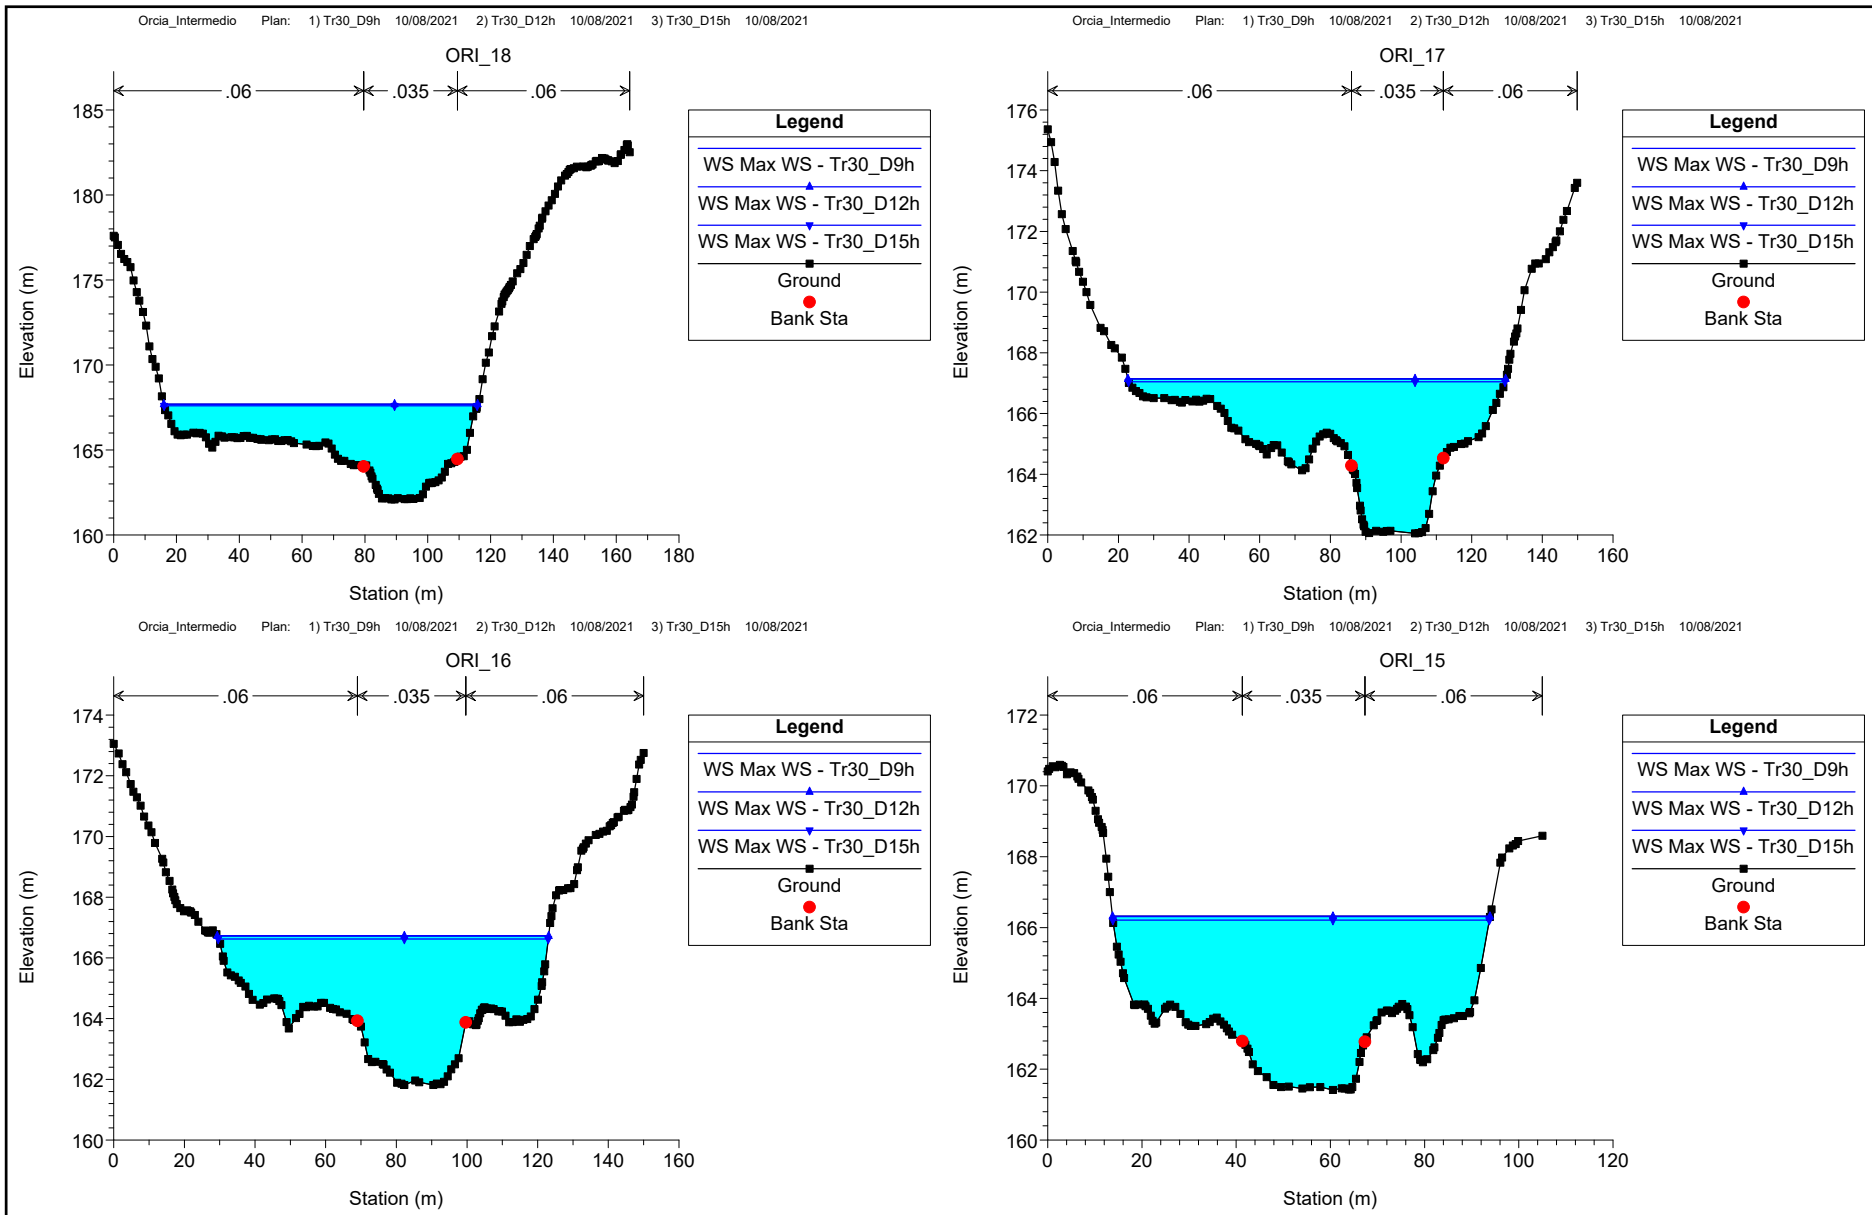 Orcia_Intermedio Plan: 1) Tr30_D9h 10/08/2021 2) Tr30_D12h 10/08/2021 3) Tr30_D15h 10/08/2021
ORI_18
.06 .035 .06
185
180
175
170
165
160
0 20 40 60 80 100 120 140 160 180
Elevation (m)
Station (m)
Legend
WS Max WS - Tr30_D9h
WS Max WS - Tr30_D12h
WS Max WS - Tr30_D15h
Ground
Bank Sta
Orcia_Intermedio Plan: 1) Tr30_D9h 10/08/2021 2) Tr30_D12h 10/08/2021 3) Tr30_D15h 10/08/2021
ORI_17
.06 .035 .06
176
174
172
170
168
166
164
162
0 20 40 60 80 100 120 140 160
Elevation (m)
Station (m)
Legend
WS Max WS - Tr30_D9h
WS Max WS - Tr30_D12h
WS Max WS - Tr30_D15h
Ground
Bank Sta
Orcia_Intermedio Plan: 1) Tr30_D9h 10/08/2021 2) Tr30_D12h 10/08/2021 3) Tr30_D15h 10/08/2021
ORI_16
.06 .035 .06
174
172
170
168
166
164
162
160
0 20 40 60 80 100 120 140 160
Elevation (m)
Station (m)
Legend
WS Max WS - Tr30_D9h
WS Max WS - Tr30_D12h
WS Max WS - Tr30_D15h
Ground
Bank Sta
Orcia_Intermedio Plan: 1) Tr30_D9h 10/08/2021 2) Tr30_D12h 10/08/2021 3) Tr30_D15h 10/08/2021
ORI_15
.06 .035 .06
172
170
168
166
164
162
160
0 20 40 60 80 100 120
Elevation (m)
Station (m)
Legend
WS Max WS - Tr30_D9h
WS Max WS - Tr30_D12h
WS Max WS - Tr30_D15h
Ground
Bank Sta